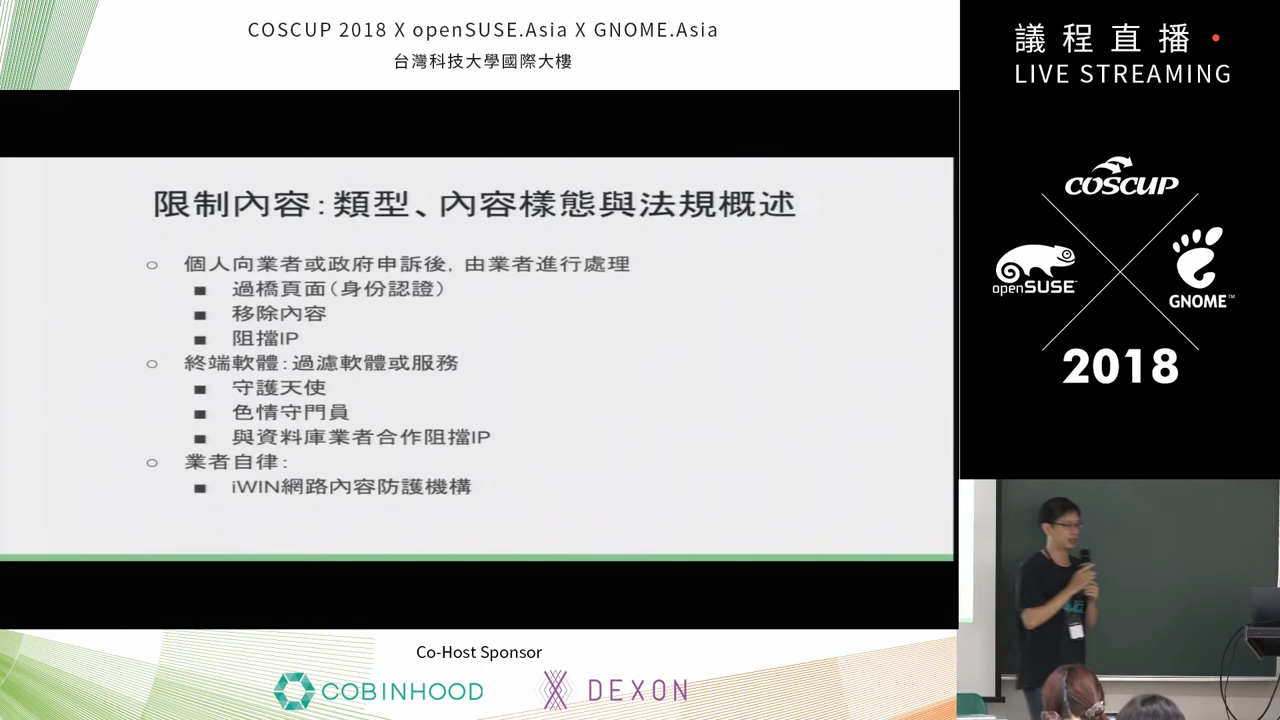 COSCUP 2018 X openSUSE.Asia X GNOME.Asia
台灣科技大學國際大樓
議程直播
LIVE STREAMING
限制內容：類型、內容樣態與法規概述
個人向業者或政府申訴後，由業者進行處理
過橋頁面（身份認證）
移除內容
阻擋IP
終端軟體：過濾軟體或服務
守護天使
色情守門員
與資料庫業者合作阻擋IP
業者自律：
iWIN網路內容防護機構
COSCUP
openSUSE
GNOME™
2018
Co-Host Sponsor
COBINHOOD
DEXON